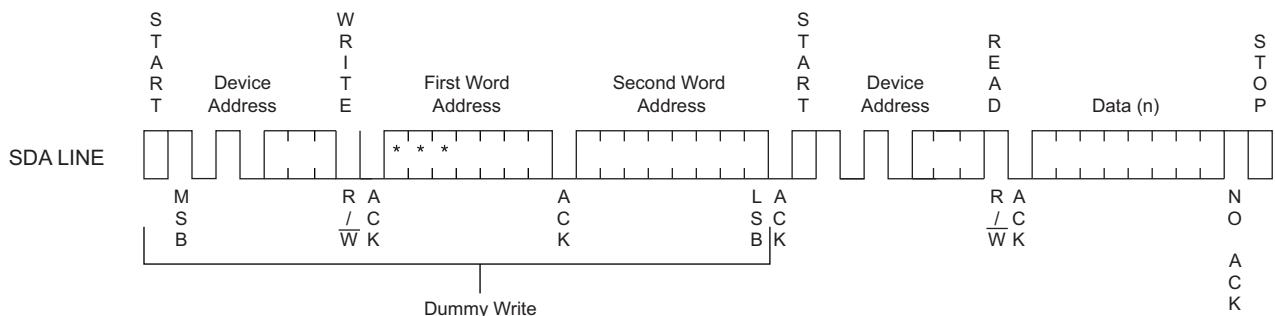 START
WRITE
START
READ
STOP
Device
Address
First Word
Address
Second Word
Address
Device
Address
Data (n)
SDA LINE
* * *
MSB
R/W
ACK
ACK
LSB
ACK
R/W
ACK
NO ACK
Dummy Write